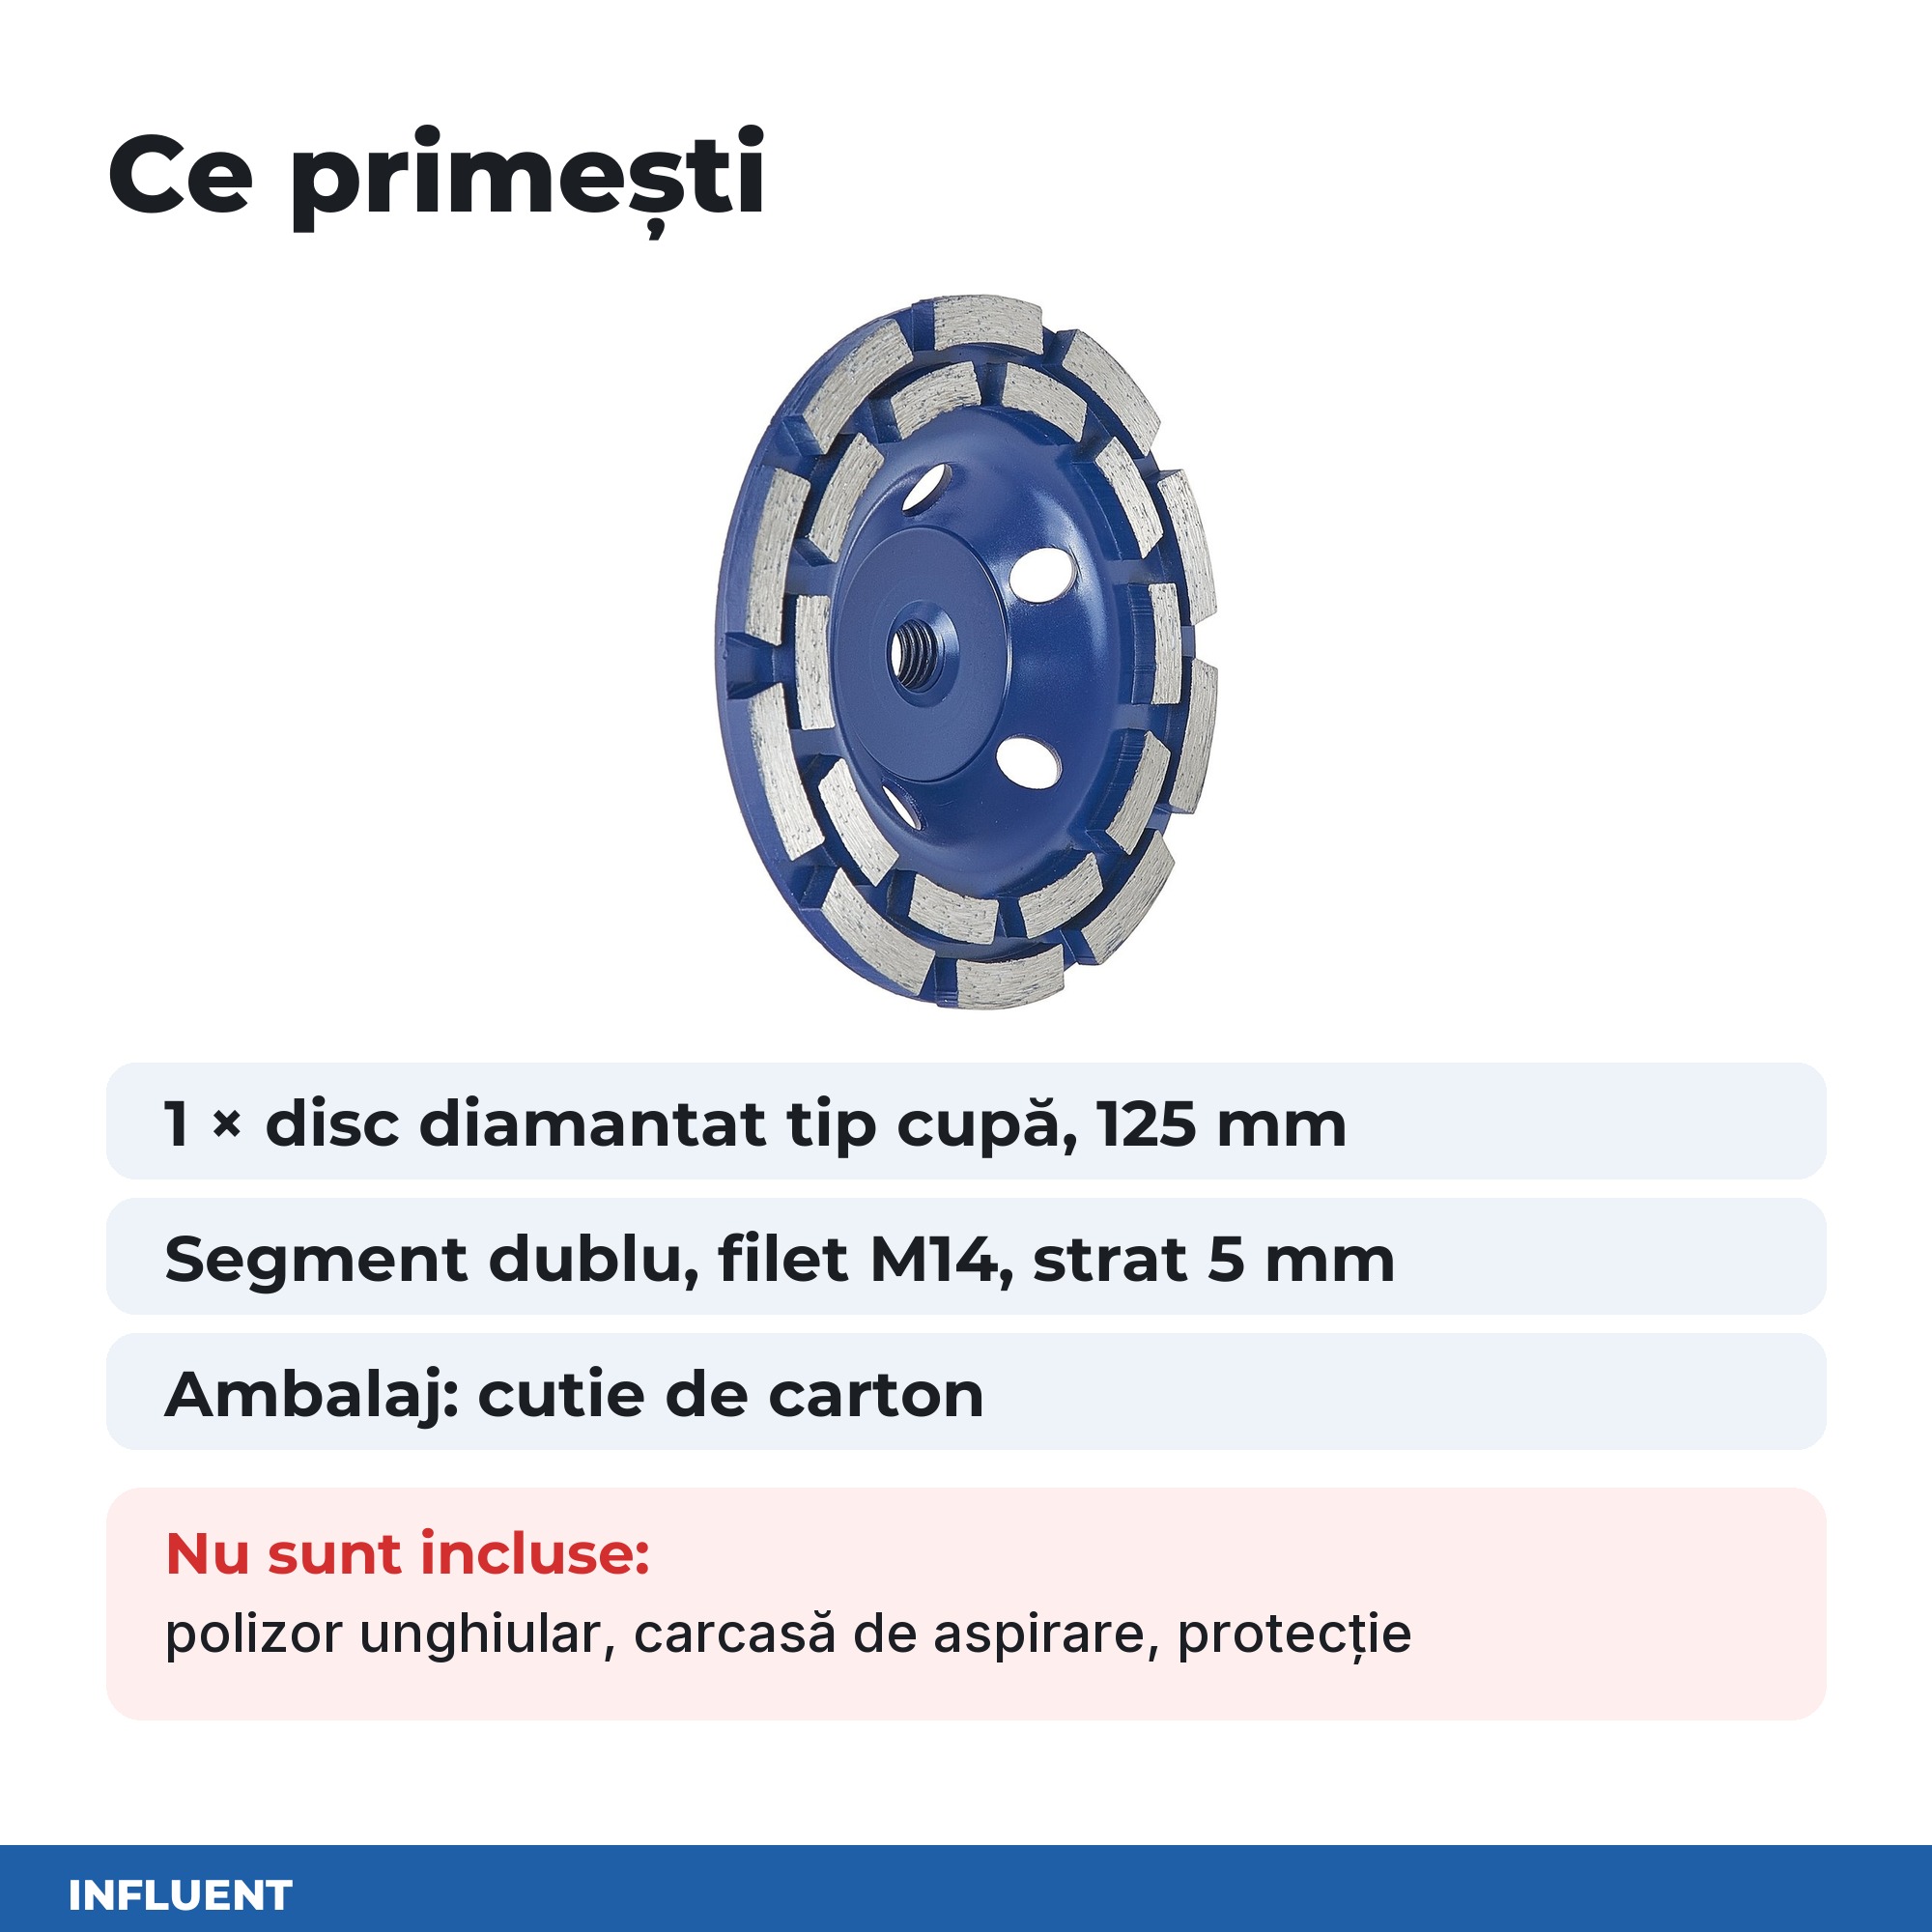 Ce primești
1 × disc diamantat tip cupă, 125 mm
Segment dublu, filet M14, strat 5 mm
Ambalaj: cutie de carton
Nu sunt incluse:
polizor unghiular, carcasă de aspirare, protecție
INFLUENT